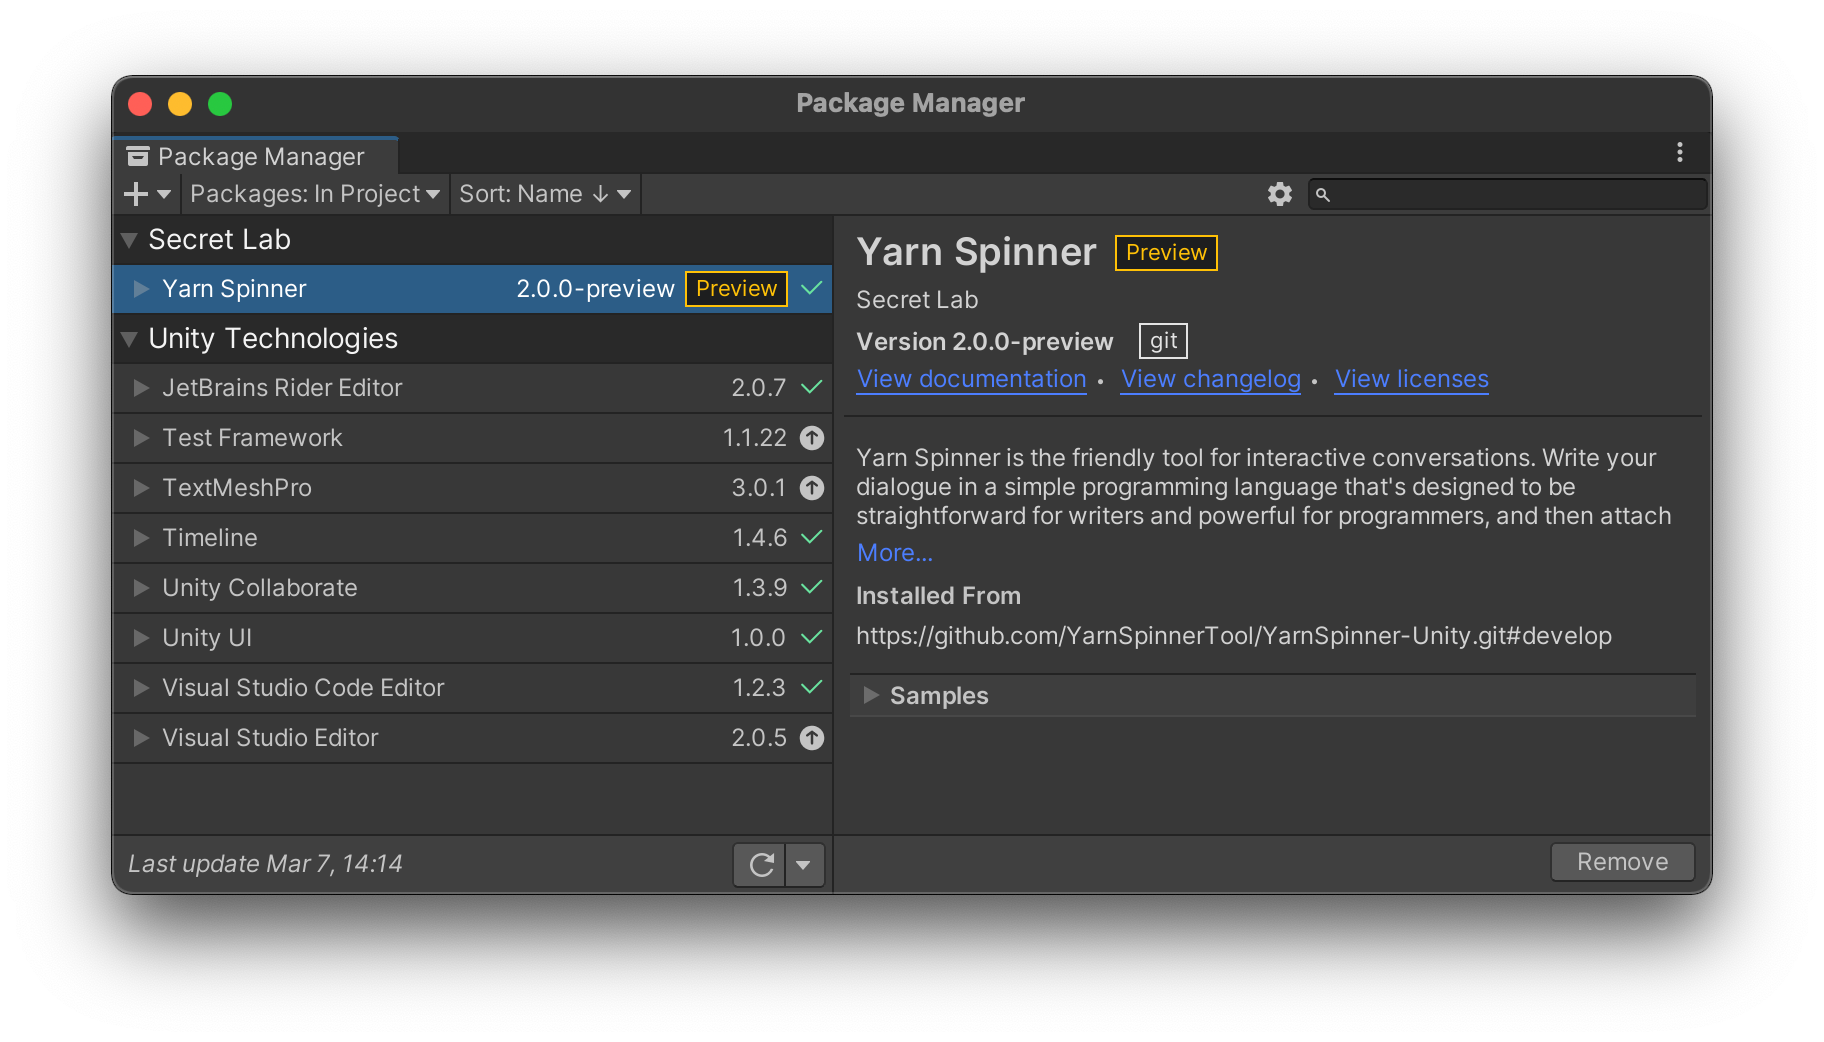 Package Manager
Package Manager
Packages: In Project
Sort: Name ↓
Secret Lab
Yarn Spinner 2.0.0-preview Preview
Unity Technologies
JetBrains Rider Editor 2.0.7
Test Framework 1.1.22
TextMeshPro 3.0.1
Timeline 1.4.6
Unity Collaborate 1.3.9
Unity UI 1.0.0
Visual Studio Code Editor 1.2.3
Visual Studio Editor 2.0.5
Last update Mar 7, 14:14
Yarn Spinner Preview
Secret Lab
Version 2.0.0-preview git
View documentation • View changelog • View licenses
Yarn Spinner is the friendly tool for interactive conversations. Write your
dialogue in a simple programming language that's designed to be
straightforward for writers and powerful for programmers, and then attach
More...
Installed From
https://github.com/YarnSpinnerTool/YarnSpinner-Unity.git#develop
Samples
Remove